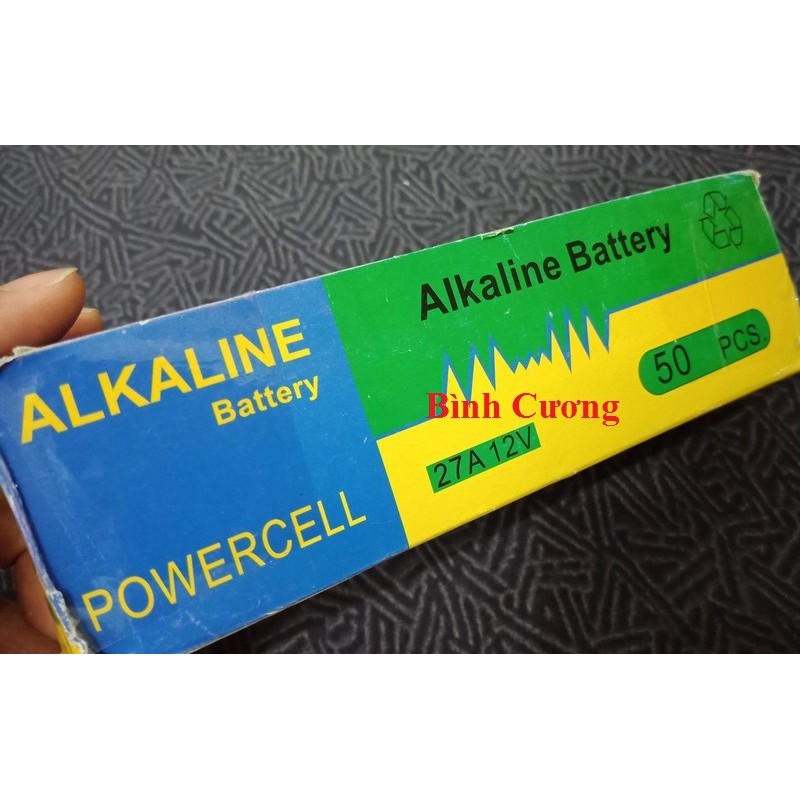 ALKALINE
Battery
POWERCELL
Alkaline Battery
50 PCS.
Bình Cương
27A 12V